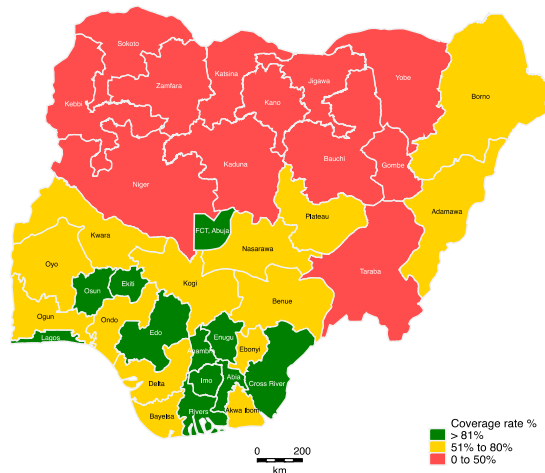 Sokoto
Katsina
Jigawa
Yobe
Zamfara
Borno
Kebbi
Kano
Kaduna
Bauchi
Gombe
Niger
Adamawa
Plateau
FCT, Abuja
Kwara
Nasarawa
Oyo
Taraba
Kogi
Ekiti
Osun
Benue
Ogun
Ondo
Edo
Lagos
Enugu
Anambra
Ebonyi
Delta
Imo
Abia
Cross River
Bayelsa
Rivers
Akwa Ibom
Coverage rate %
> 81%
51% to 80%
0 to 50%
0 200
km